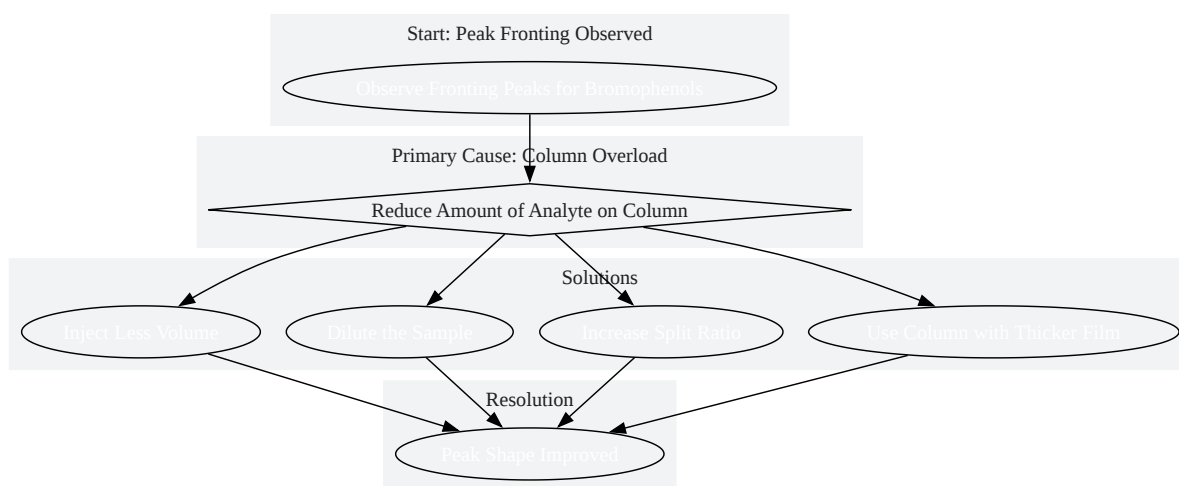 Start: Peak Fronting Observed
Observe Fronting Peaks for Bromophenols
Primary Cause: Column Overload
Reduce Amount of Analyte on Column
Solutions
Inject Less Volume
Dilute the Sample
Increase Split Ratio
Use Column with Thicker Film
Resolution
Peak Shape Improved